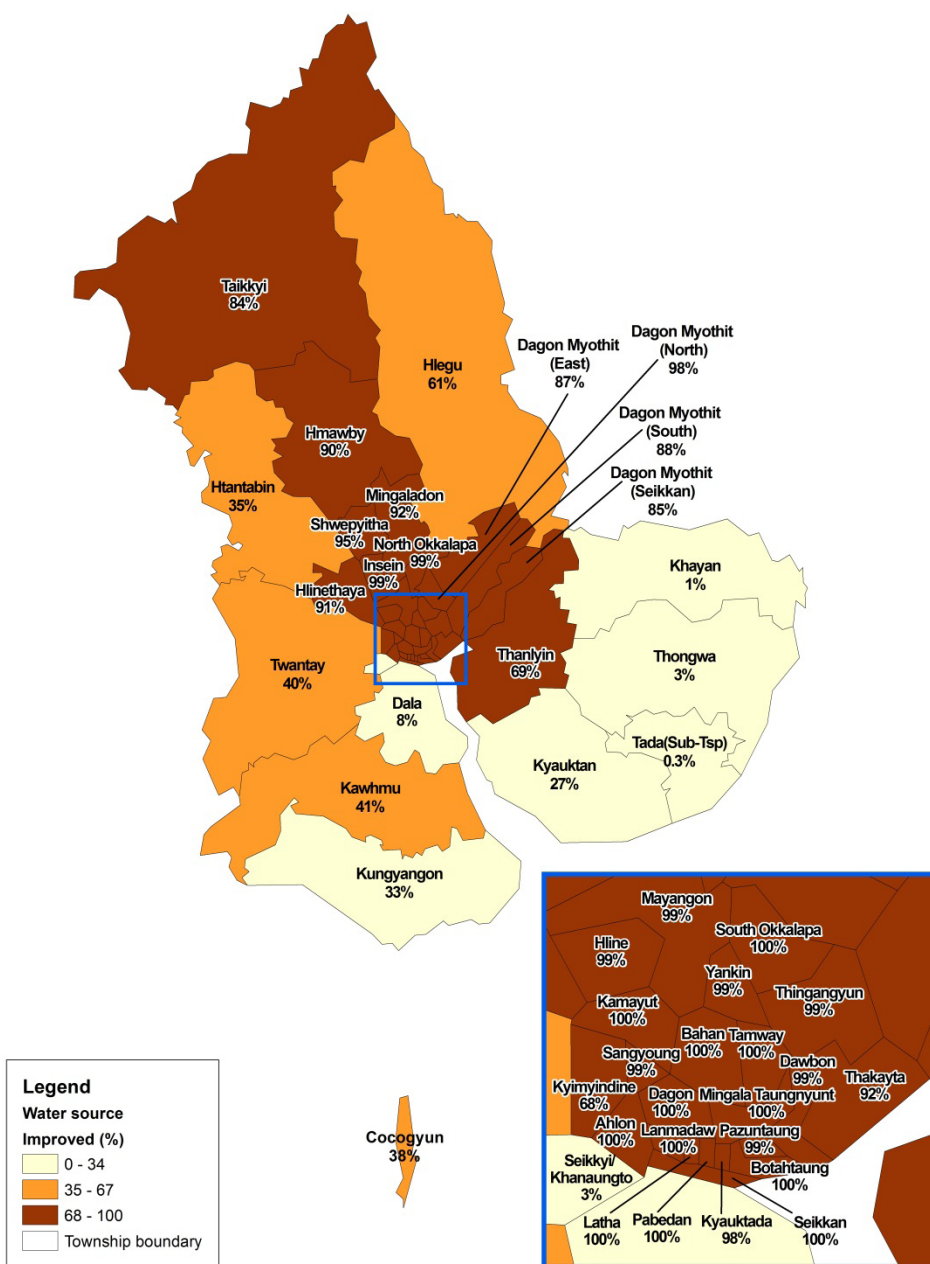 Taikkyi
84%
Hlegu
61%
Dagon Myothit
(East)
87%
Dagon Myothit
(North)
98%
Dagon Myothit
(South)
88%
Dagon Myothit
(Seikkan)
85%
Hmawby
90%
Htantabin
35%
Mingaladon
92%
Shwepyitha
95%
North Okkalapa
99%
Insein
99%
Hlinethaya
91%
Khayan
1%
Thongwa
3%
Thanlyin
69%
Twantay
40%
Dala
8%
Tada(Sub-Tsp)
0.3%
Kyauktan
27%
Kawhmu
41%
Kungyangon
33%
Cocogyun
38%
Mayangon
99%
South Okkalapa
100%
Hline
99%
Yankin
99%
Thingangyun
99%
Kamayut
100%
Bahan
100%
Tamway
100%
Sangyoung
99%
Dawbon
99%
Thakayta
92%
Kyimyindine
68%
Dagon
100%
Mingala Taungnyunt
100%
Ahlon
100%
Lanmadaw
100%
Pazuntaung
99%
Botahtaung
100%
Seikkyi/
Khanaungto
3%
Latha
100%
Pabedan
100%
Kyauktada
98%
Seikkan
100%
Legend
Water source
Improved (%)
0 - 34
35 - 67
68 - 100
Township boundary